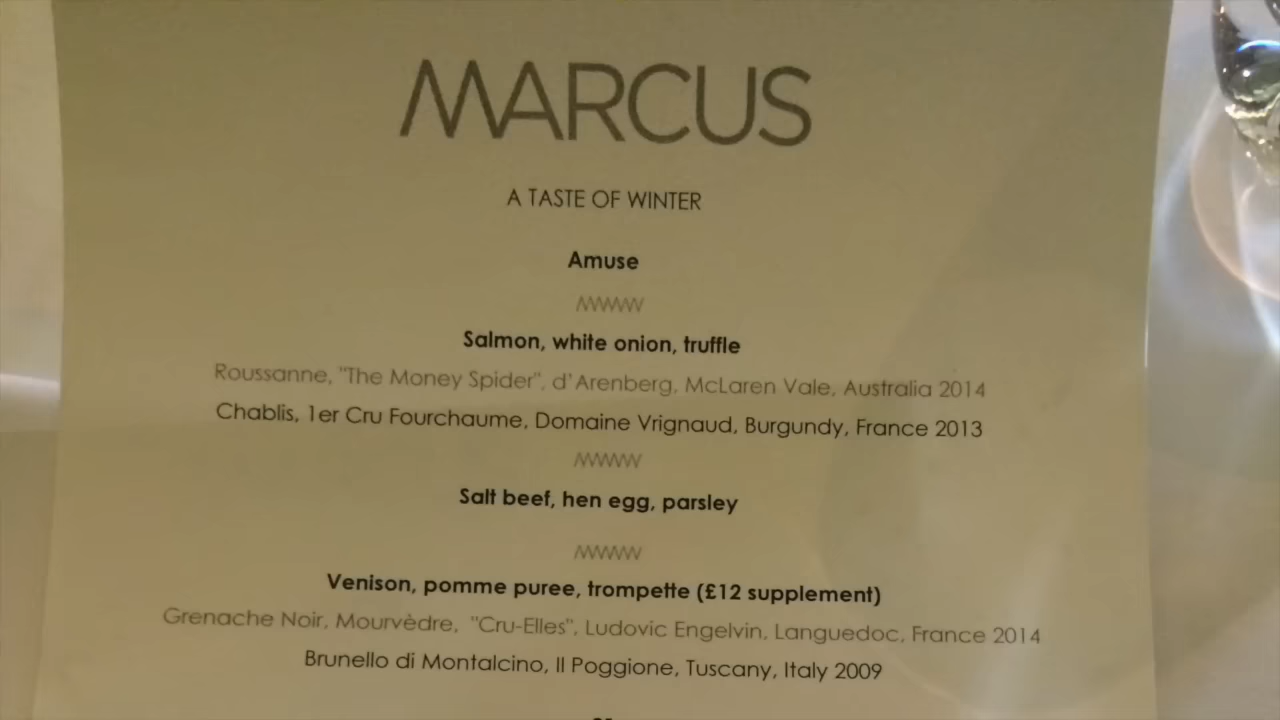 MARCUS
A TASTE OF WINTER
Amuse
Salmon, white onion, truffle
Roussanne, "The Money Spider", d'Arenberg, McLaren Vale, Australia 2014
Chablis, 1er Cru Fourchaume, Domaine Vrignaud, Burgundy, France 2013
Salt beef, hen egg, parsley
Venison, pomme puree, trompette (£12 supplement)
Grenache Noir, Mourvèdre, "Cru-Elles", Ludovic Engelvin, Languedoc, France 2014
Brunello di Montalcino, Il Poggione, Tuscany, Italy 2009